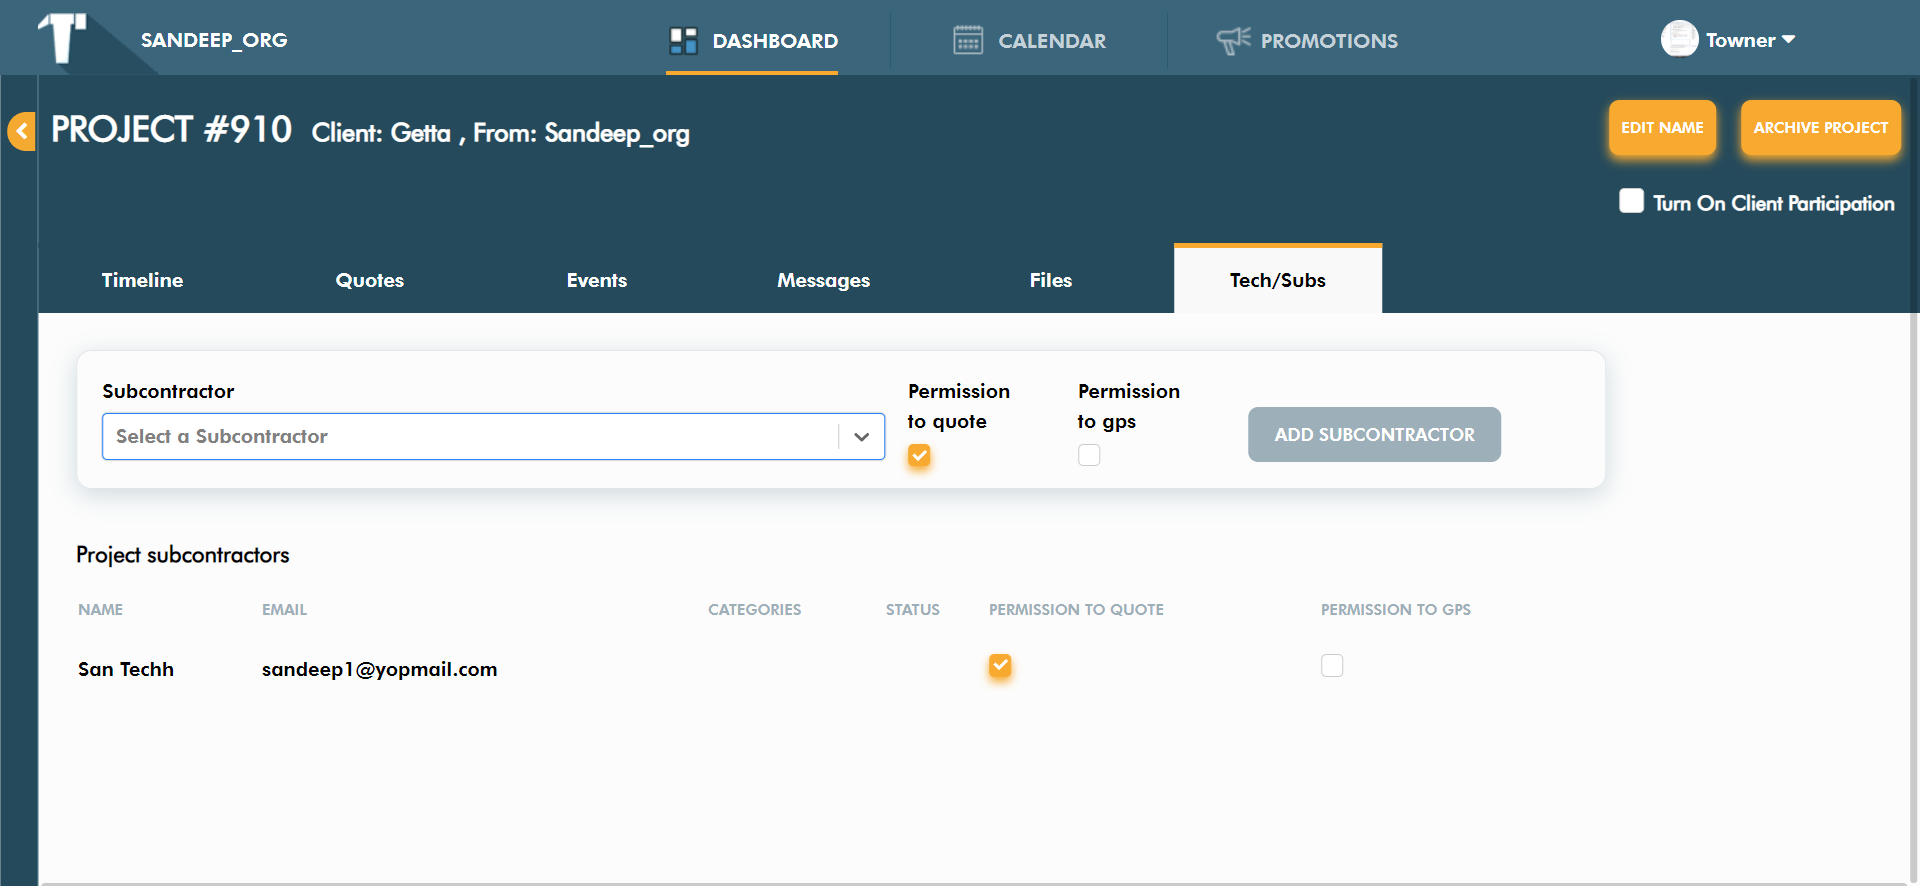 SANDEEP_ORG
DASHBOARD
CALENDAR
PROMOTIONS
Towner
PROJECT #910 Client: Getta , From: Sandeep_org
EDIT NAME
ARCHIVE PROJECT
Turn On Client Participation
Timeline
Quotes
Events
Messages
Files
Tech/Subs
Subcontractor
Select a Subcontractor
Permission
to quote
Permission
to gps
ADD SUBCONTRACTOR
Project subcontractors
NAME EMAIL CATEGORIES STATUS PERMISSION TO QUOTE PERMISSION TO GPS
San Techh sandeep1@yopmail.com